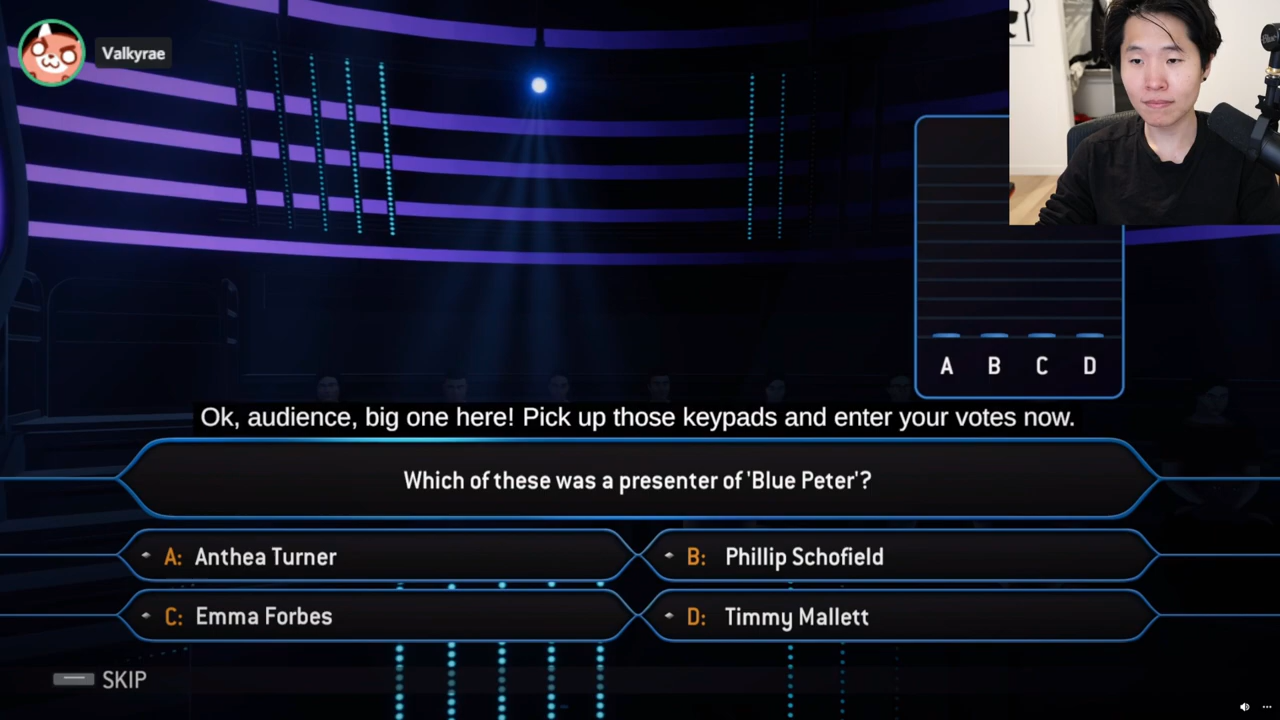 Valkyrae
A B C D
Ok, audience, big one here! Pick up those keypads and enter your votes now.
Which of these was a presenter of 'Blue Peter'?
A: Anthea Turner
B: Phillip Schofield
C: Emma Forbes
D: Timmy Mallett
SKIP